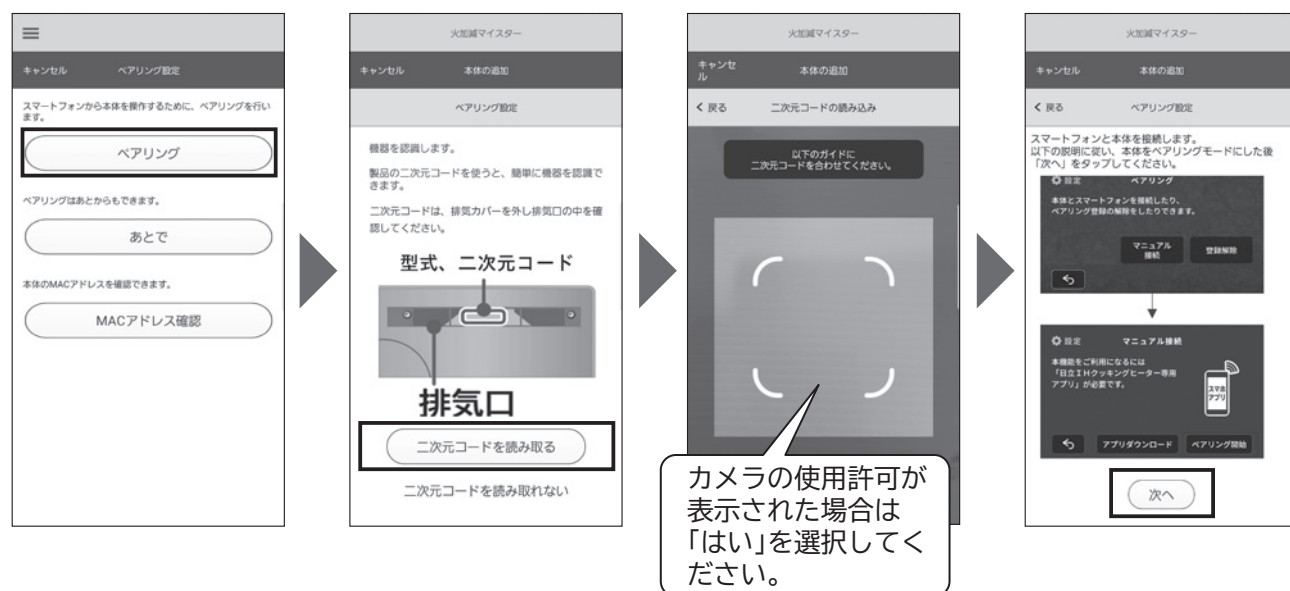 キャンセル
ペアリング設定
スマートフォンから本体を操作するために、ペアリングを行い
ます。
ペアリング
ペアリングはあとからもできます。
あとで
本体のMACアドレスを確認できます。
MACアドレス確認
火加減マイスター
キャンセル
本体の追加
ペアリング設定
機器を認識します。
製品の二次元コードを使うと、簡単に機器を認識で
きます。
二次元コードは、排気カバーを外し排気口の中を確
認してください。
型式、二次元コード
排気口
二次元コードを読み取る
二次元コードを読み取れない
火加減マイスター
キャンセ
ル
本体の追加
戻る
二次元コードの読み込み
以下のガイドに
二次元コードを合わせてください。
カメラの使用許可が
表示された場合は
「はい」を選択してく
ださい。
火加減マイスター
キャンセル
本体の追加
戻る
ペアリング設定
スマートフォンと本体を接続します。
以下の説明に従い、本体をペアリングモードにした後
「次へ」をタップしてください。
設定
ペアリング
本体とスマートフォンを接続したり、
ペアリング登録の解除をしたりできます。
マニュアル
接続
登録解除
設定
マニュアル接続
本機能をご利用になるには
「日立IHクッキングヒーター専用
アプリ」が必要です。
スマホ
アプリ
アプリダウンロード
ペアリング開始
次へ